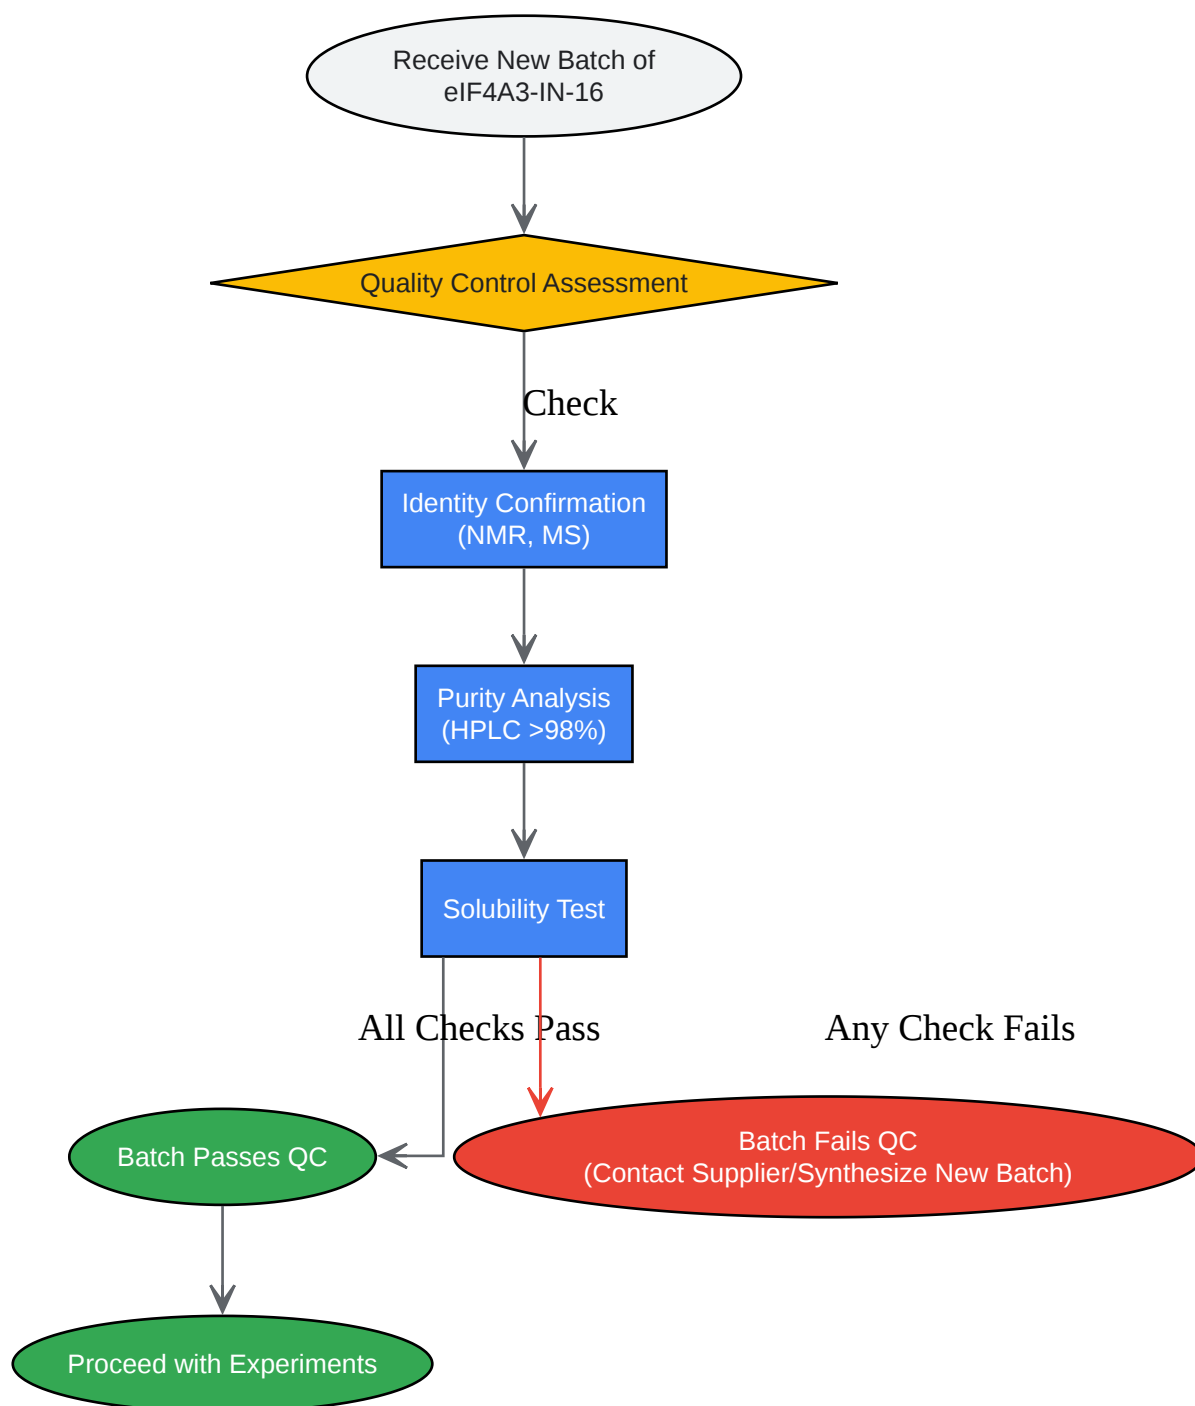 Receive New Batch of
eIF4A3-IN-16
Quality Control Assessment
Check
Identity Confirmation
(NMR, MS)
Purity Analysis
(HPLC >98%)
Solubility Test
All Checks Pass
Any Check Fails
Batch Passes QC
Batch Fails QC
(Contact Supplier/Synthesize New Batch)
Proceed with Experiments